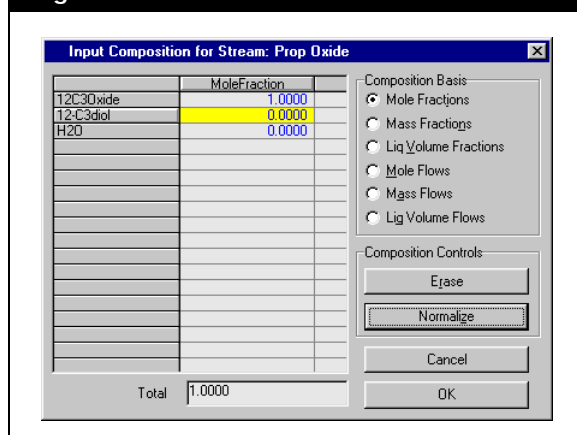 Input Composition for Stream: Prop Oxide
MoleFraction
12C3Oxide 1.0000
12-C3diol 0.0000
H2O 0.0000
Total 1.0000
Composition Basis
Mole Fractions
Mass Fractions
Liq Volume Fractions
Mole Flows
Mass Flows
Liq Volume Flows
Composition Controls
Erase
Normalize
Cancel
OK